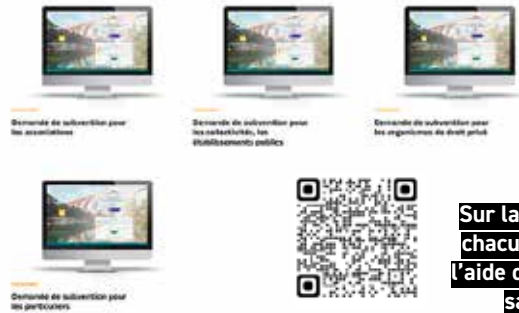 Demande de subvention pour
les associations
Demande de subvention pour
les collectivités, les
établissements publics
Demande de subvention pour
les organismes de droit privé
Demande de subvention pour
les particuliers
Sur la
chacu
l'aide
sa